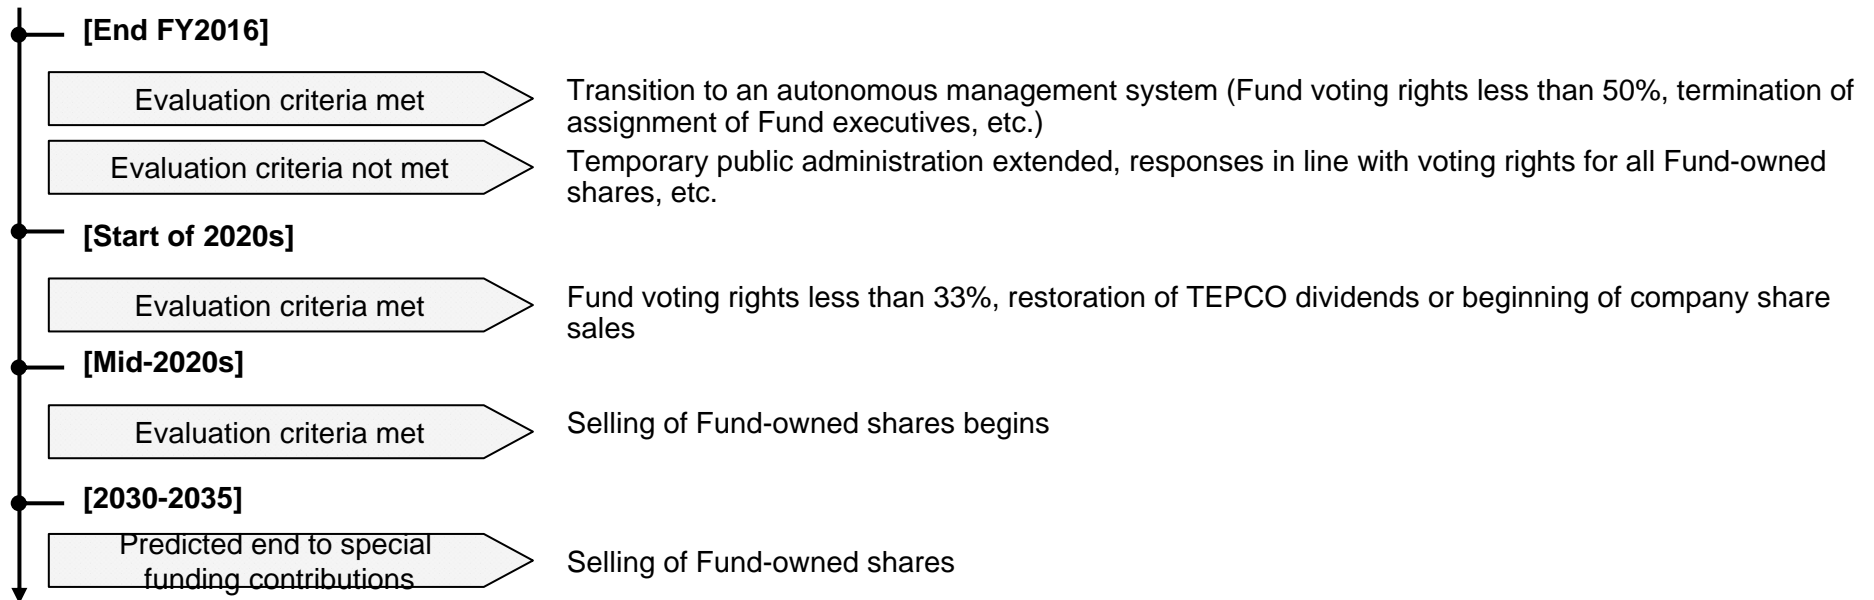 [End FY2016]
Evaluation criteria met
Transition to an autonomous management system (Fund voting rights less than 50%, termination of
assignment of Fund executives, etc.)
Evaluation criteria not met
Temporary public administration extended, responses in line with voting rights for all Fund-owned
shares, etc.
[Start of 2020s]
Evaluation criteria met
Fund voting rights less than 33%, restoration of TEPCO dividends or beginning of company share
sales
[Mid-2020s]
Evaluation criteria met
Selling of Fund-owned shares begins
[2030-2035]
Predicted end to special
funding contributions
Selling of Fund-owned shares